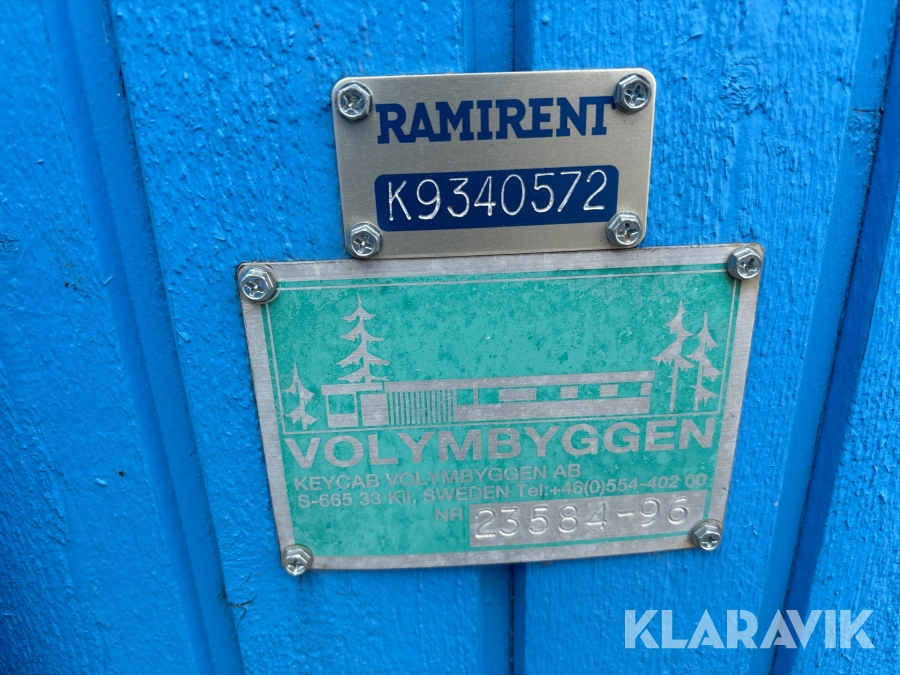 RAMIRENT
K9340572
VOLYMBYGGEN
KEYCAB VOLYMBYGGEN AB
S-665 33 Kil, SWEDEN Tel:+46(0)554-402 00
NR 23584-96
KLARAVIK